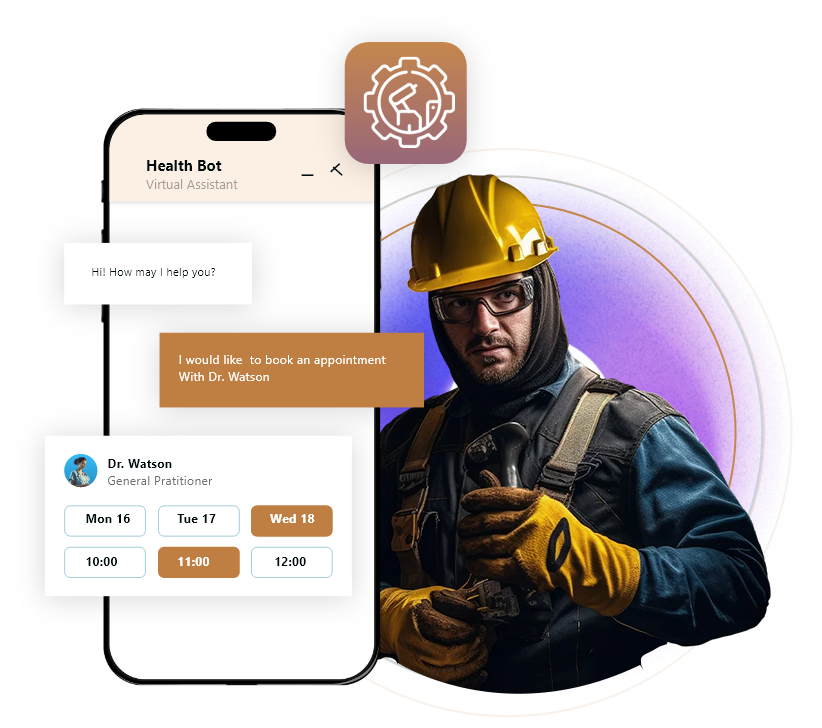 Health Bot
Virtual Assistant
Hi! How may I help you?
I would like  to book an appointment
With Dr. Watson
Dr. Watson
General Pratitioner
Mon 16 Tue 17 Wed 18
10:00 11:00 12:00